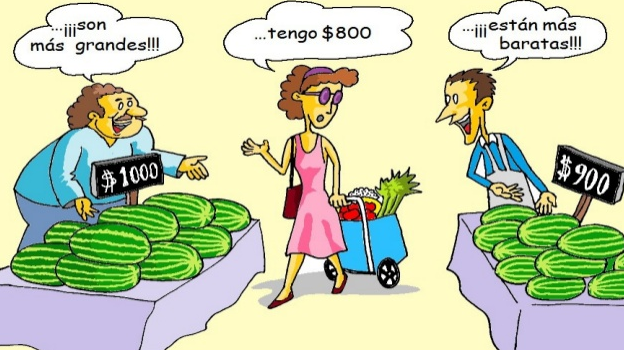 ...¡¡¡son
más grandes!!!
...tengo $800
...¡¡¡están más
baratas!!!
$1000
$900